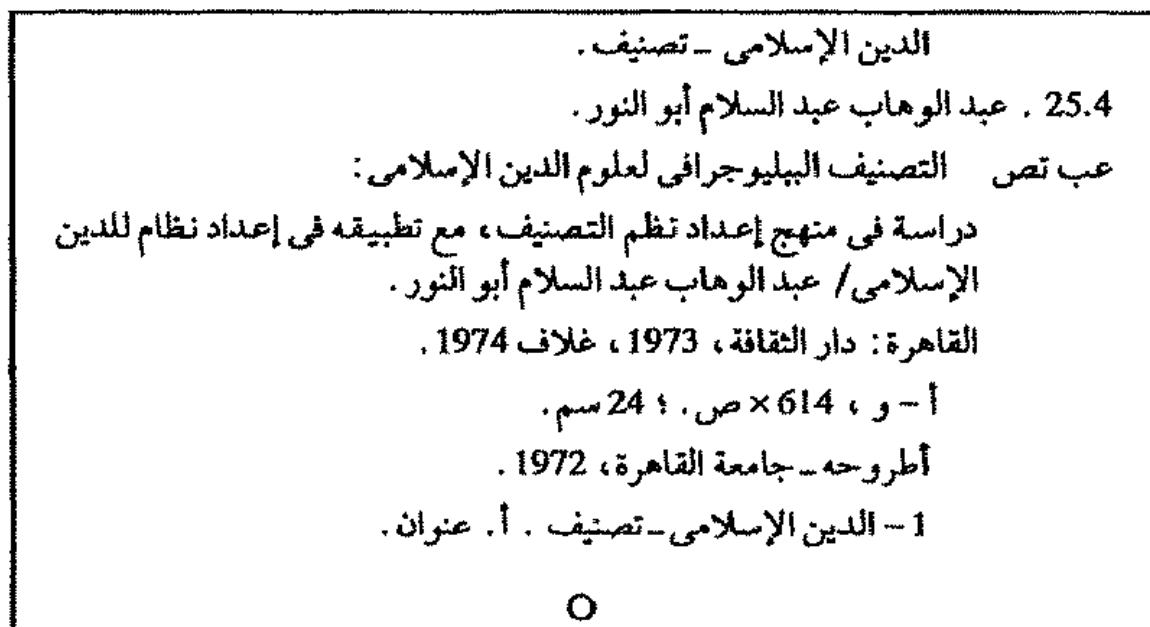 الدين الإسلامى ـ تصنيف .
25.4 . عبد الوهاب عبد السلام أبو النور .
عب تص التصنيف الببليوجرافى لعلوم الدين الإسلامى :
دراسة فى منهج إعداد نظم التصنيف، مع تطبيقه فى إعداد نظام للدين
الإسلامى / عبد الوهاب عبد السلام أبو النور .
القاهرة : دار الثقافة، 1973، غلاف 1974 .
أ – و ، 614 × ص . ؛ 24 سم .
أطروحه ـ جامعة القاهرة، 1972 .
1 – الدين الإسلامى ـ تصنيف . أ . عنوان .